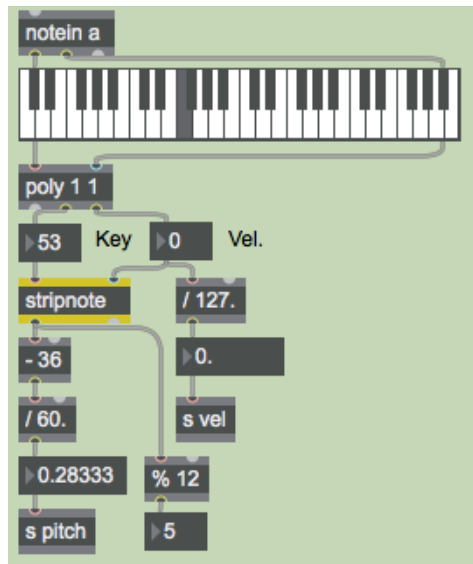 notein a
poly 1 1
53 Key 0 Vel.
stripnote / 127.
- 36 0.
/ 60. s vel
0.28333 % 12
s pitch 5